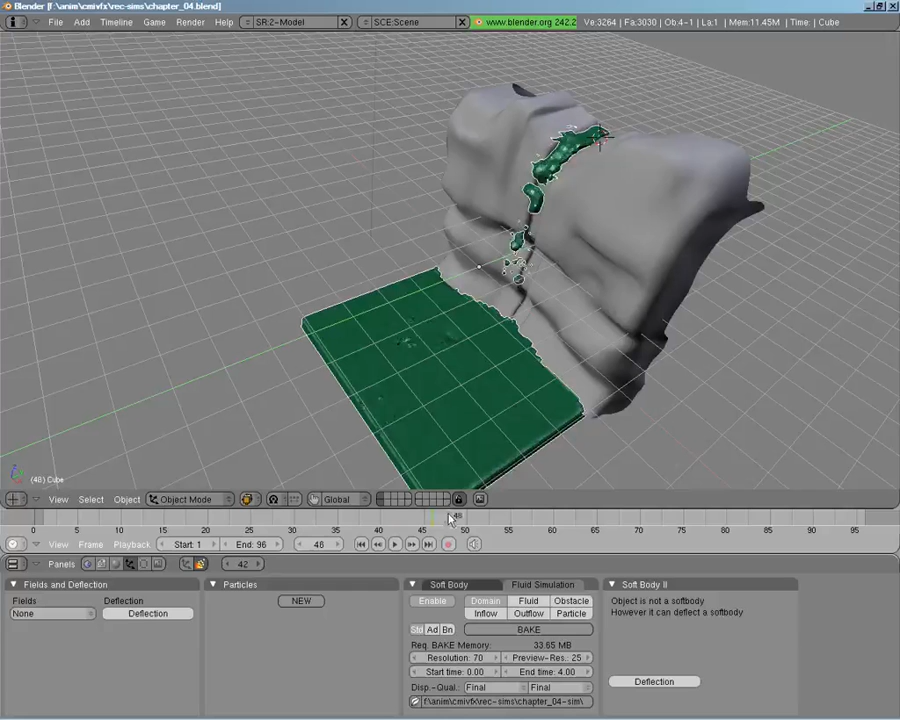 Blender [f:\anim\cmivfx\rec-sims\chapter_04.blend]
File Add Timeline Game Render Help SR:2-Model SCE:Scene www.blender.org 242.2 Ve:3264 | Fa:3030 | Ob:4-1 | La:1 | Mem:11.45M | Cube
(48) Cube
View Select Object Object Mode Global
48
0 5 10 15 20 25 30 35 40 45 50 55 60 65 70 75 80 85 90 95
View Frame Playback Start: 1 End: 96 48
Panels 42
Fields and Deflection Particles Soft Body Fluid Simulation Soft Body II
Fields Deflection NEW Enable Domain Fluid Obstacle Object is not a softbody
None Deflection Inflow Outflow Particle However it can deflect a softbody
Std Ad Bn BAKE
Req. BAKE Memory: 33.65 MB
Resolution: 70 Preview-Res.: 25
Start time: 0.00 End time: 4.00 Deflection
Disp.-Qual.: Final Final
f:\anim\cmivfx\rec-sims\chapter_04-sim\